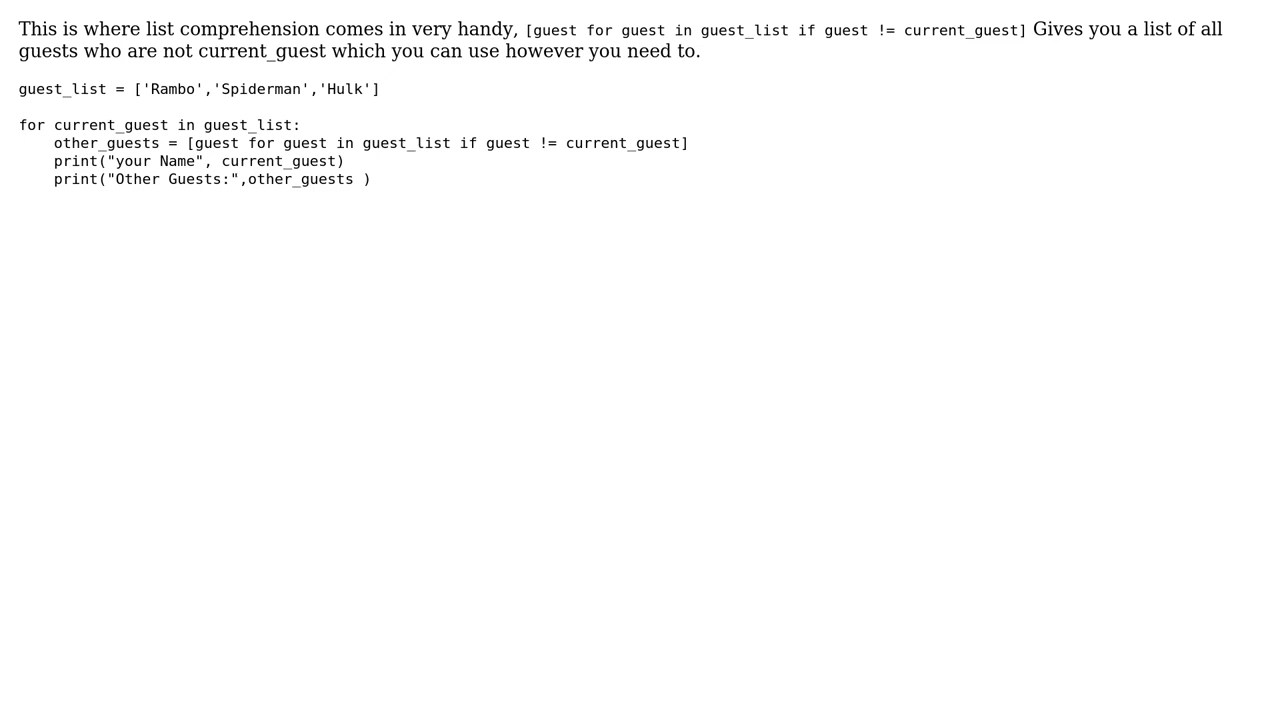 This is where list comprehension comes in very handy, [guest for guest in guest_list if guest != current_guest] Gives you a list of all
guests who are not current_guest which you can use however you need to.
guest_list = ['Rambo','Spiderman','Hulk']
for current_guest in guest_list:
    other_guests = [guest for guest in guest_list if guest != current_guest]
    print("your Name", current_guest)
    print("Other Guests:",other_guests )